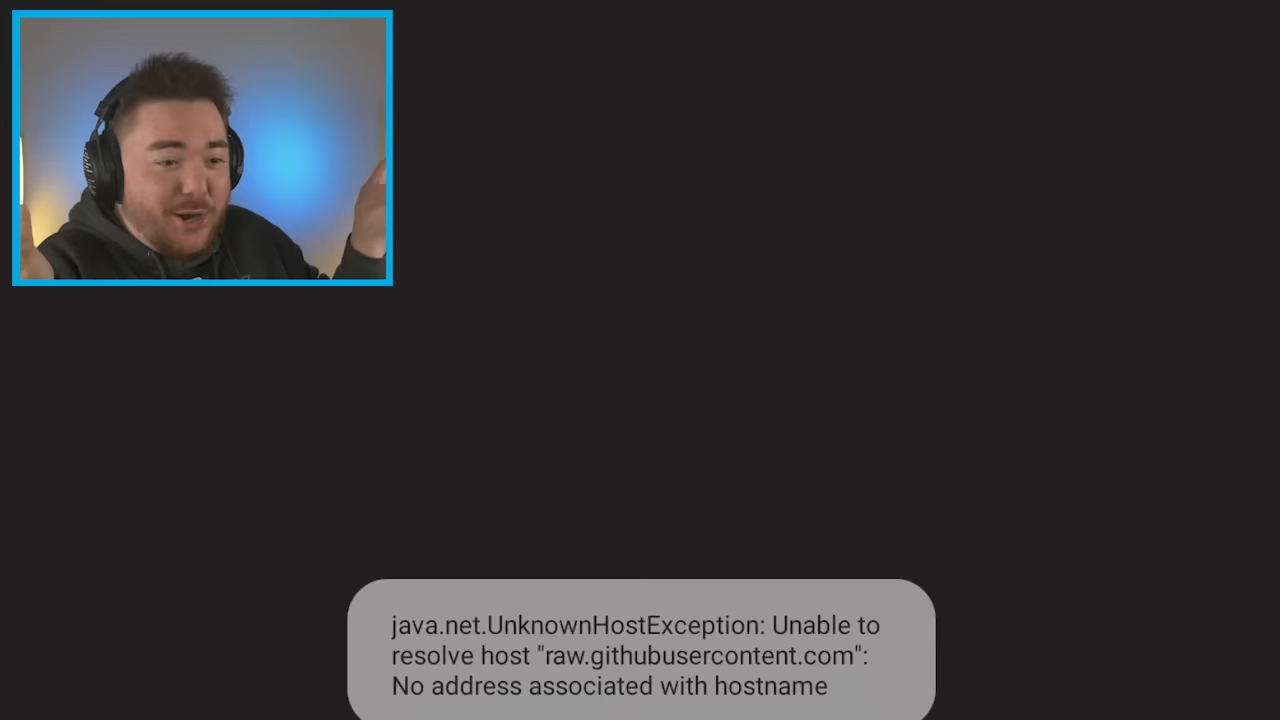 java.net.UnknownHostException: Unable to
resolve host "raw.githubusercontent.com":
No address associated with hostname